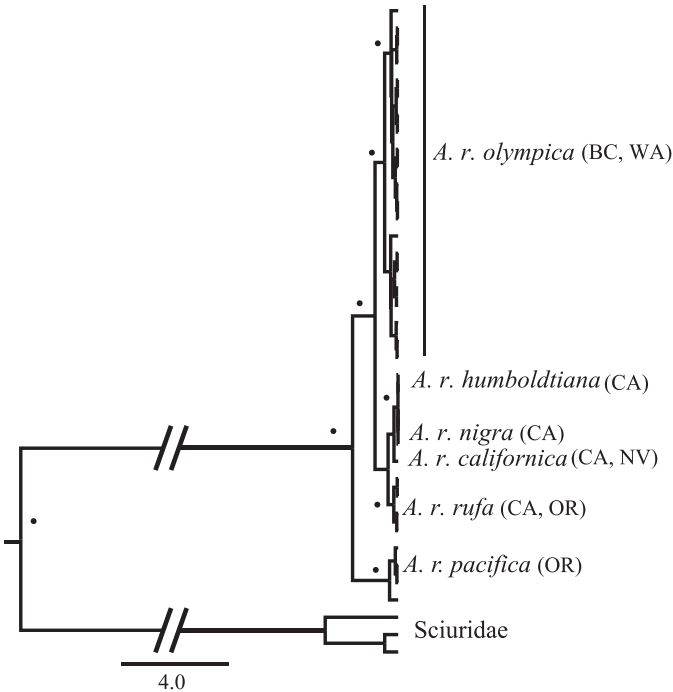 A. r. olympica (BC, WA)
A. r. humboldtiana (CA)
A. r. nigra (CA)
A. r. californica (CA, NV)
A. r. rufa (CA, OR)
A. r. pacifica (OR)
Sciuridae
4.0